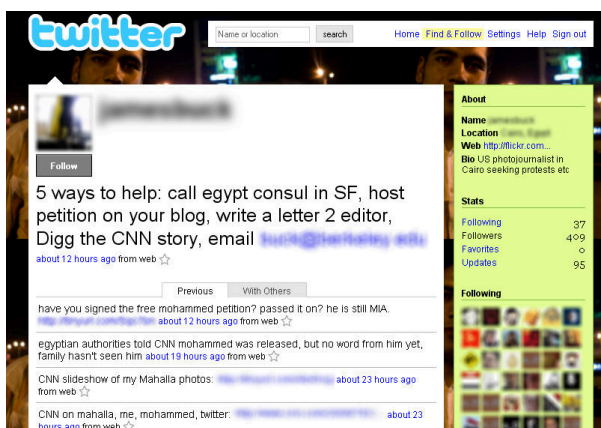 twitter
Name or location
search
Home Find & Follow Settings Help Sign out
Follow
5 ways to help: call egypt consul in SF, host
petition on your blog, write a letter 2 editor,
Digg the CNN story, email
about 12 hours ago from web
Previous
With Others
have you signed the free mohammed petition? passed it on? he is still MIA.
about 12 hours ago from web
egyptian authorities told CNN mohammed was released, but no word from him yet,
family hasn't seen him about 19 hours ago from web
CNN slideshow of my Mahalla photos: about 23 hours ago
from web
CNN on mahalla, me, mohammed, twitter: about 23
hours ago from web
About
Name
Location
Web http://flickr.com...
Bio US photojournalist in
Cairo seeking protests etc
Stats
Following 37
Followers 409
Favorites 0
Updates 95
Following